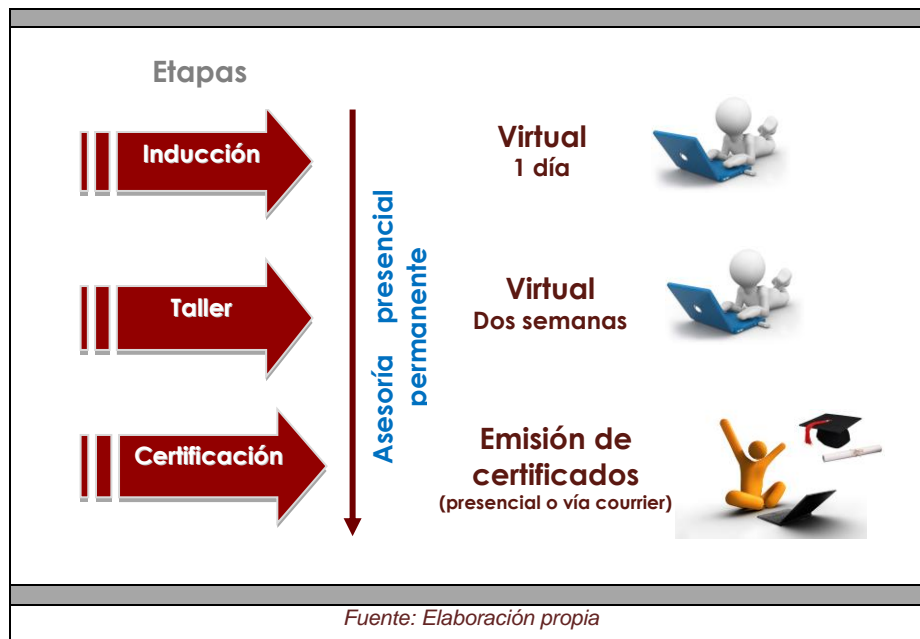 Etapas
Inducción
Virtual
1 día
Asesoría presencial
permanente
Taller
Virtual
Dos semanas
Certificación
Emisión de
certificados
(presencial o vía courrier)
Fuente: Elaboración propia